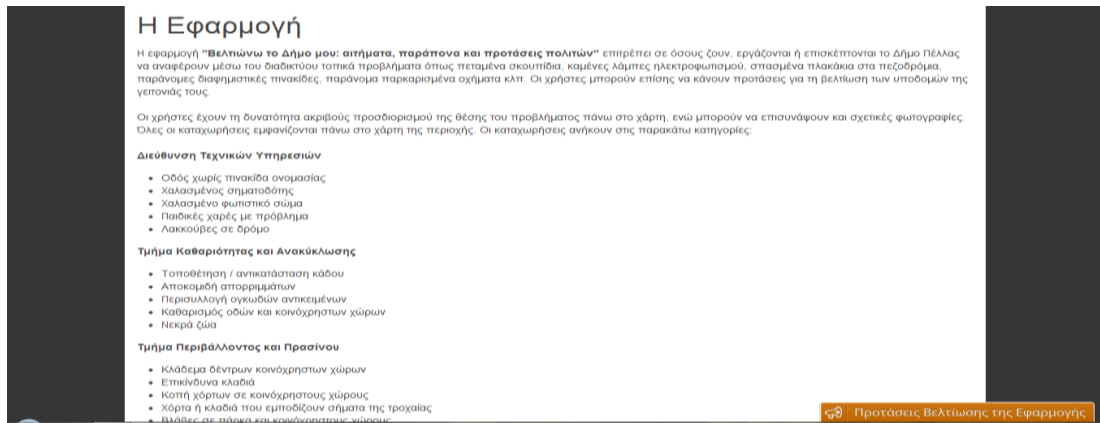 Η Εφαρμογή
Η εφαρμογή "Βελτιώνω το Δήμο μου: αιτήματα, παράπονα και προτάσεις πολιτών" επιτρέπει σε όσους ζουν, εργάζονται ή επισκέπτονται το Δήμο Πέλλας
να αναφέρουν μέσω του διαδικτύου τοπικά προβλήματα όπως πεταμένα σκουπίδια, καμένες λάμπες ηλεκτροφωτισμού, σπασμένα πλακάκια στα πεζοδρόμια,
παράνομες διαφημιστικές πινακίδες, παράνομα παρκαρισμένα οχήματα κλπ. Οι χρήστες μπορούν επίσης να κάνουν προτάσεις για τη βελτίωση των υποδομών της
γειτονιάς τους.
Οι χρήστες έχουν τη δυνατότητα ακριβούς προσδιορισμού της θέσης του προβλήματος πάνω στο χάρτη, ενώ μπορούν να επισυνάψουν και σχετικές φωτογραφίες.
Όλες οι καταχωρήσεις εμφανίζονται πάνω στο χάρτη της περιοχής. Οι καταχωρήσεις ανήκουν στις παρακάτω κατηγορίες:
Διεύθυνση Τεχνικών Υπηρεσιών
• Οδός χωρίς πινακίδα ονομασίας
• Χαλασμένος σηματοδότης
• Χαλασμένο φωτιστικό σώμα
• Παιδικές χαρές με πρόβλημα
• Λακκούβες σε δρόμο
Τμήμα Καθαριότητας και Ανακύκλωσης
• Τοποθέτηση / αντικατάσταση κάδου
• Αποκομιδή απορριμμάτων
• Περισυλλογή ογκωδών αντικειμένων
• Καθαρισμός οδών και κοινόχρηστων χώρων
• Νεκρά ζώα
Τμήμα Περιβάλλοντος και Πρασίνου
• Κλάδεμα δέντρων κοινόχρηστων χώρων
• Επικίνδυνα κλαδιά
• Κοπή χόρτων σε κοινόχρηστους χώρους
• Χόρτα ή κλαδιά που εμποδίζουν σήματα της τροχαίας
• Βλάβες σε πάρκα και κοινόχρηστους χώρους
Προτάσεις Βελτίωσης της Εφαρμογής